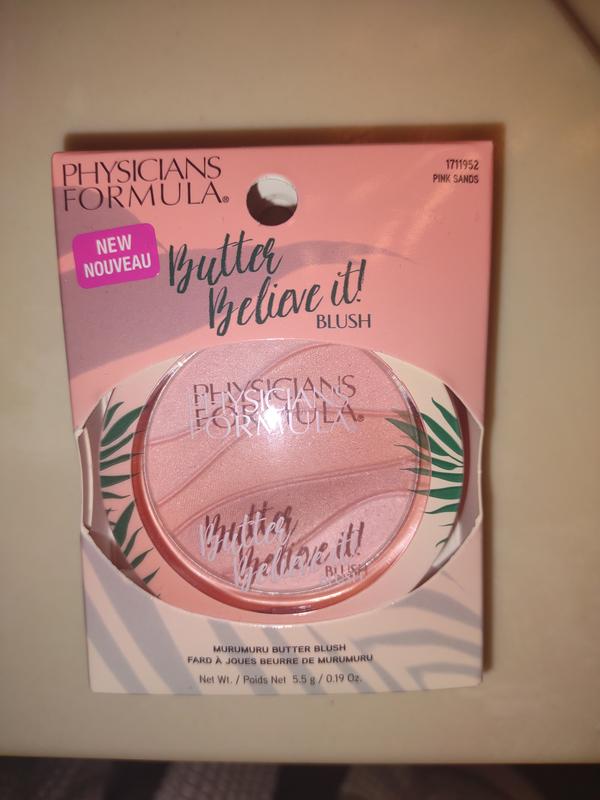 PHYSICIANS
FORMULA®
1711952
PINK SANDS
NEW
NOUVEAU
Butter
Believe it!
BLUSH
PHYSICIANS
FORMULA®
Butter
Believe it!
BLUSH
MURUMURU BUTTER BLUSH
FARD À JOUES BEURRE DE MURUMURU
Net Wt. / Poids Net 5.5 g / 0.19 Oz.